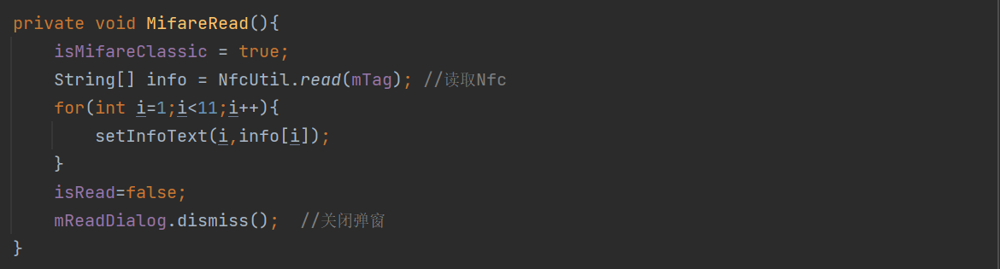 private void MifareRead(){
    isMifareClassic = true;
    String[] info = NfcUtil.read(mTag); //读取Nfc
    for(int i=1;i<11;i++){
        setInfoText(i,info[i]);
    }
    isRead=false;
    mReadDialog.dismiss();  //关闭弹窗
}